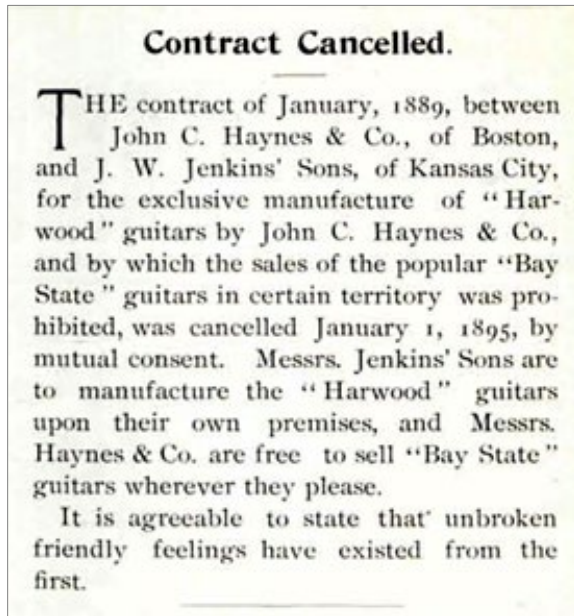 Contract Cancelled.
THE contract of January, 1889, between
John C. Haynes & Co., of Boston,
and J. W. Jenkins' Sons, of Kansas City,
for the exclusive manufacture of "Har-
wood" guitars by John C. Haynes & Co.,
and by which the sales of the popular "Bay
State" guitars in certain territory was pro-
hibited, was cancelled January 1, 1895, by
mutual consent. Messrs. Jenkins' Sons are
to manufacture the "Harwood" guitars
upon their own premises, and Messrs.
Haynes & Co. are free to sell "Bay State"
guitars wherever they please.
It is agreeable to state that unbroken
friendly feelings have existed from the
first.